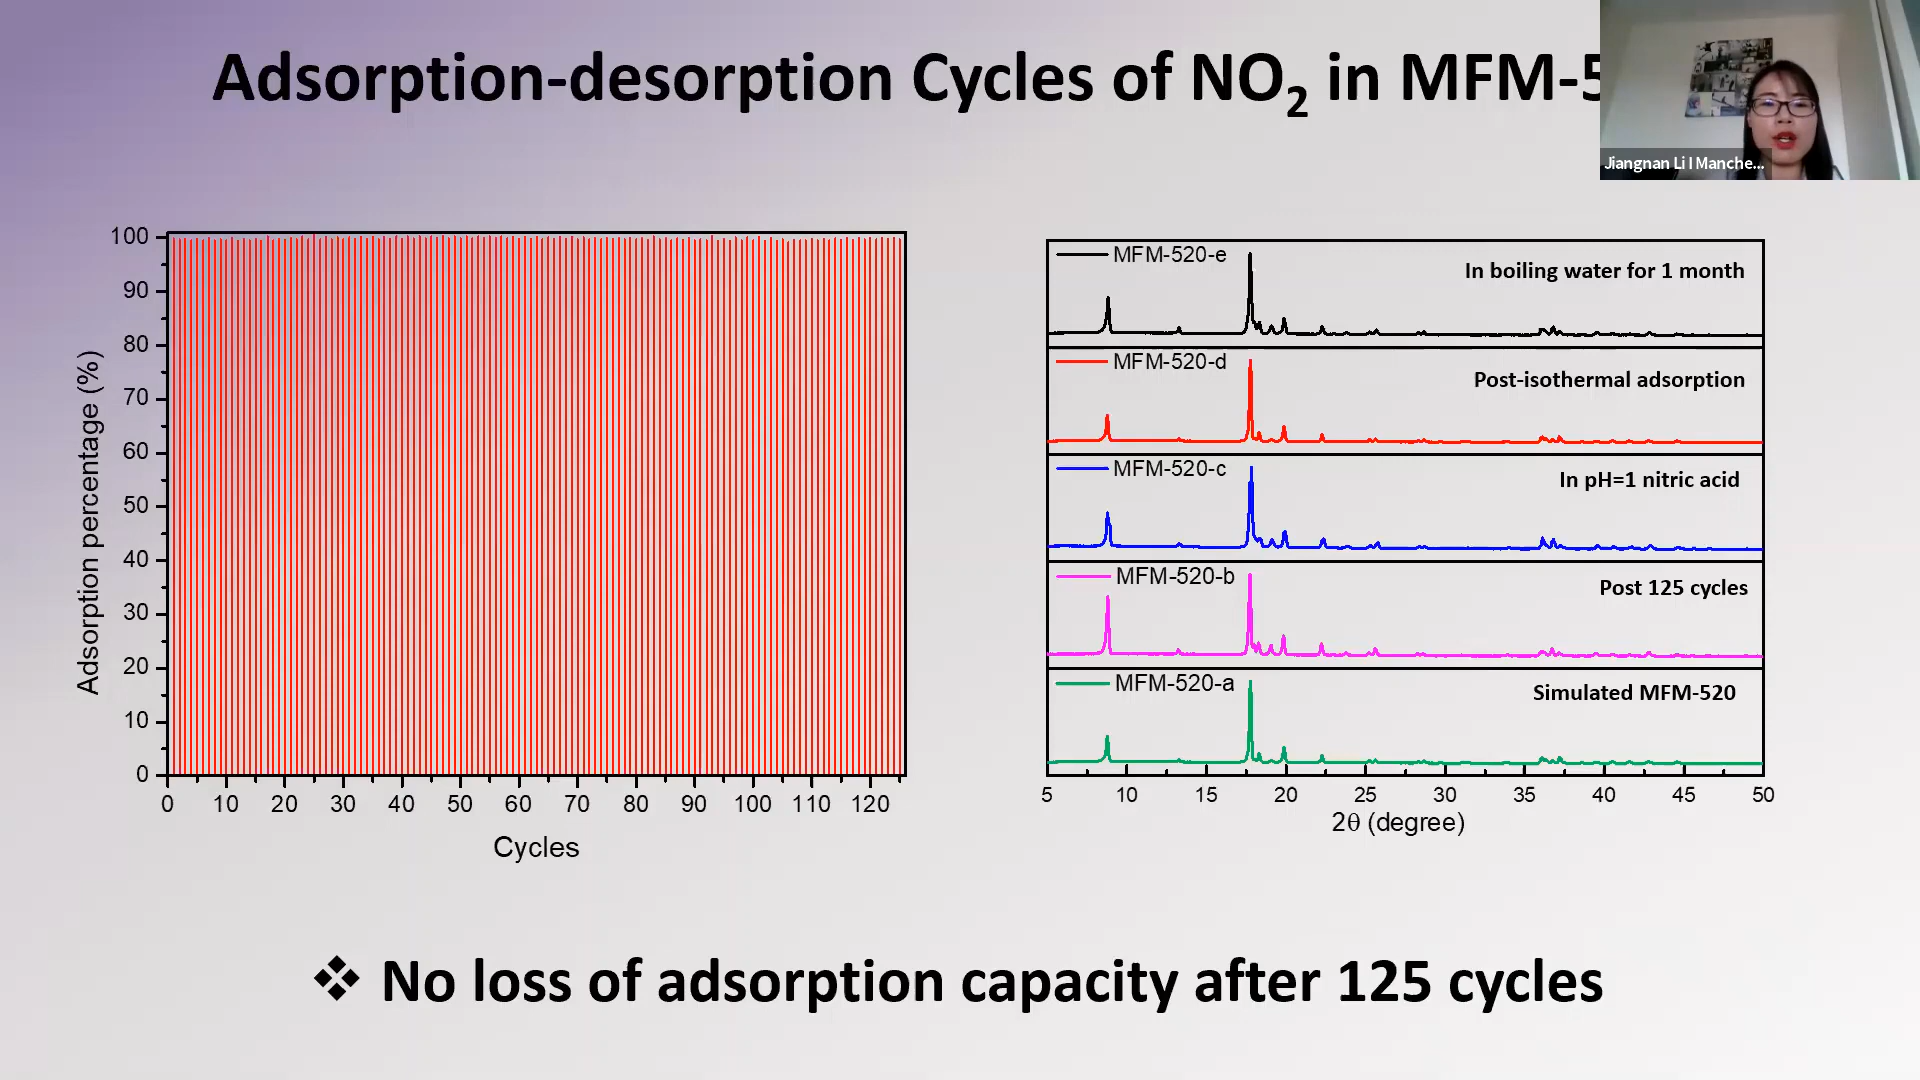 Adsorption-desorption Cycles of NO2 in MFM-5
Jiangnan Li I Manche...
100
90
80
70
60
50
40
30
20
10
0
Adsorption percentage (%)
0 10 20 30 40 50 60 70 80 90 100 110 120
Cycles
MFM-520-e
In boiling water for 1 month
MFM-520-d
Post-isothermal adsorption
MFM-520-c
In pH=1 nitric acid
MFM-520-b
Post 125 cycles
MFM-520-a
Simulated MFM-520
5 10 15 20 25 30 35 40 45 50
2θ (degree)
❖ No loss of adsorption capacity after 125 cycles